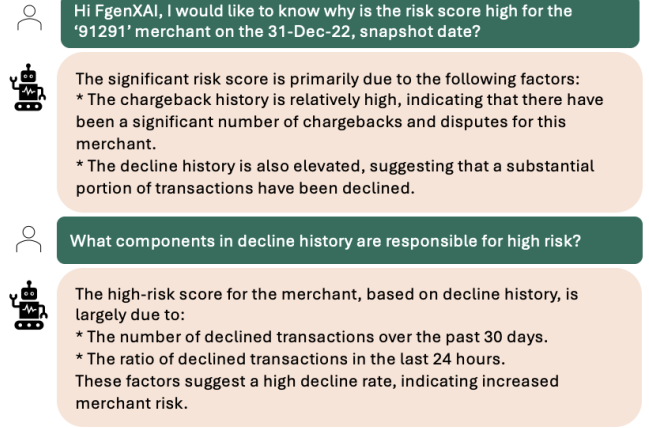 Hi FgenXAI, I would like to know why is the risk score high for the
‘91291’ merchant on the 31-Dec-22, snapshot date?
The significant risk score is primarily due to the following factors:
* The chargeback history is relatively high, indicating that there have
been a significant number of chargebacks and disputes for this
merchant.
* The decline history is also elevated, suggesting that a substantial
portion of transactions have been declined.
What components in decline history are responsible for high risk?
The high-risk score for the merchant, based on decline history, is
largely due to:
* The number of declined transactions over the past 30 days.
* The ratio of declined transactions in the last 24 hours.
These factors suggest a high decline rate, indicating increased
merchant risk.